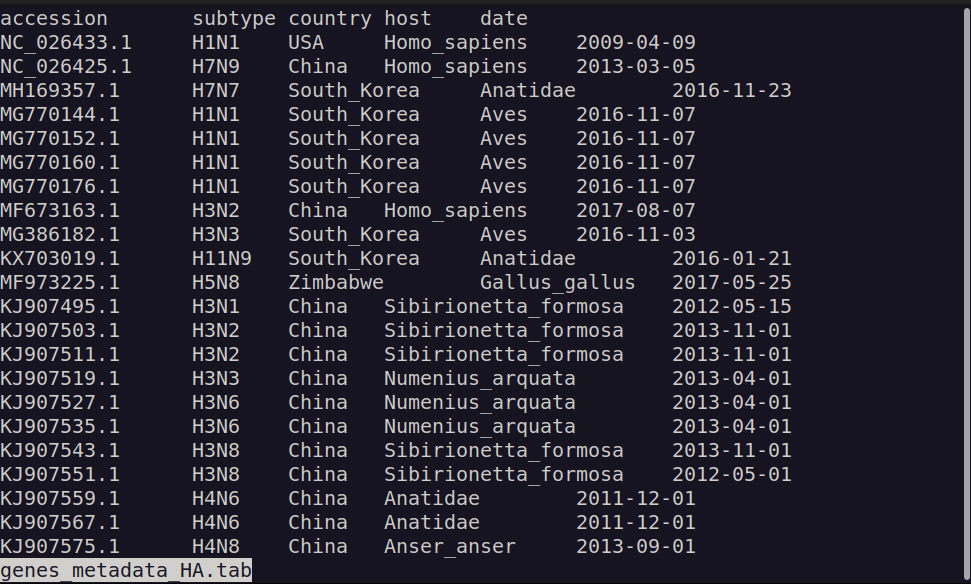 accession subtype country host date
NC_026433.1 H1N1 USA Homo_sapiens 2009-04-09
NC_026425.1 H7N9 China Homo_sapiens 2013-03-05
MH169357.1 H7N7 South_Korea Anatidae 2016-11-23
MG770144.1 H1N1 South_Korea Aves 2016-11-07
MG770152.1 H1N1 South_Korea Aves 2016-11-07
MG770160.1 H1N1 South_Korea Aves 2016-11-07
MG770176.1 H1N1 South_Korea Aves 2016-11-07
MF673163.1 H3N2 China Homo_sapiens 2017-08-07
MG386182.1 H3N3 South_Korea Aves 2016-11-03
KX703019.1 H11N9 South_Korea Anatidae 2016-01-21
MF973225.1 H5N8 Zimbabwe Gallus_gallus 2017-05-25
KJ907495.1 H3N1 China Sibirionetta_formosa 2012-05-15
KJ907503.1 H3N2 China Sibirionetta_formosa 2013-11-01
KJ907511.1 H3N2 China Sibirionetta_formosa 2013-11-01
KJ907519.1 H3N3 China Numenius_arquata 2013-04-01
KJ907527.1 H3N6 China Numenius_arquata 2013-04-01
KJ907535.1 H3N6 China Numenius_arquata 2013-04-01
KJ907543.1 H3N8 China Sibirionetta_formosa 2013-11-01
KJ907551.1 H3N8 China Sibirionetta_formosa 2012-05-01
KJ907559.1 H4N6 China Anatidae 2011-12-01
KJ907567.1 H4N6 China Anatidae 2011-12-01
KJ907575.1 H4N8 China Anser_anser 2013-09-01
genes_metadata_HA.tab